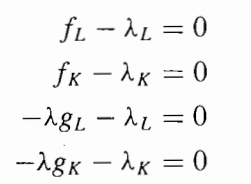 f_L − λ_L = 0
f_K − λ_K = 0
−λg_L − λ_L = 0
−λg_K − λ_K = 0